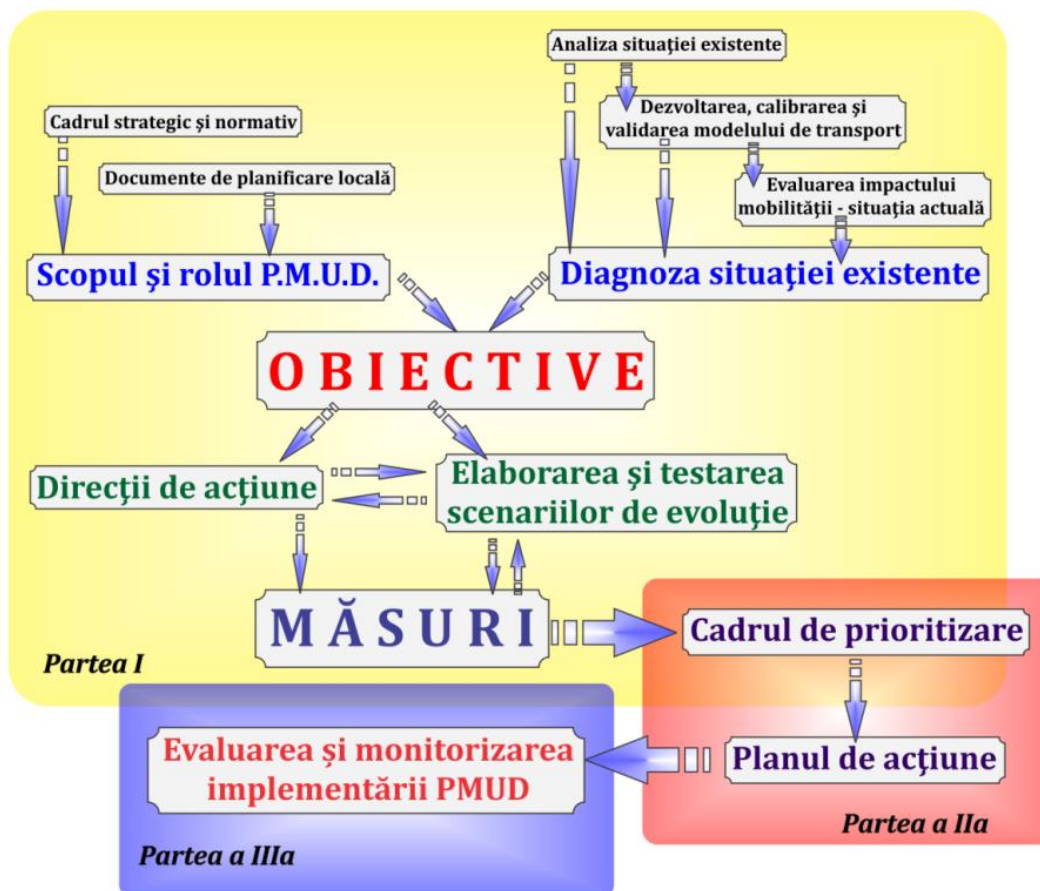 Analiza situației existente
Cadrul strategic și normativ
Dezvoltarea, calibrarea și
validarea modelului de transport
Documente de planificare locală
Evaluarea impactului
mobilității - situația actuală
Scopul și rolul P.M.U.D.
Diagnoza situației existente
O B I E C T I V E
Direcții de acțiune
Elaborarea și testarea
scenariilor de evoluție
M Ă S U R I
Cadrul de prioritizare
Partea I
Evaluarea și monitorizarea
implementării PMUD
Planul de acțiune
Partea a IIa
Partea a IIIa